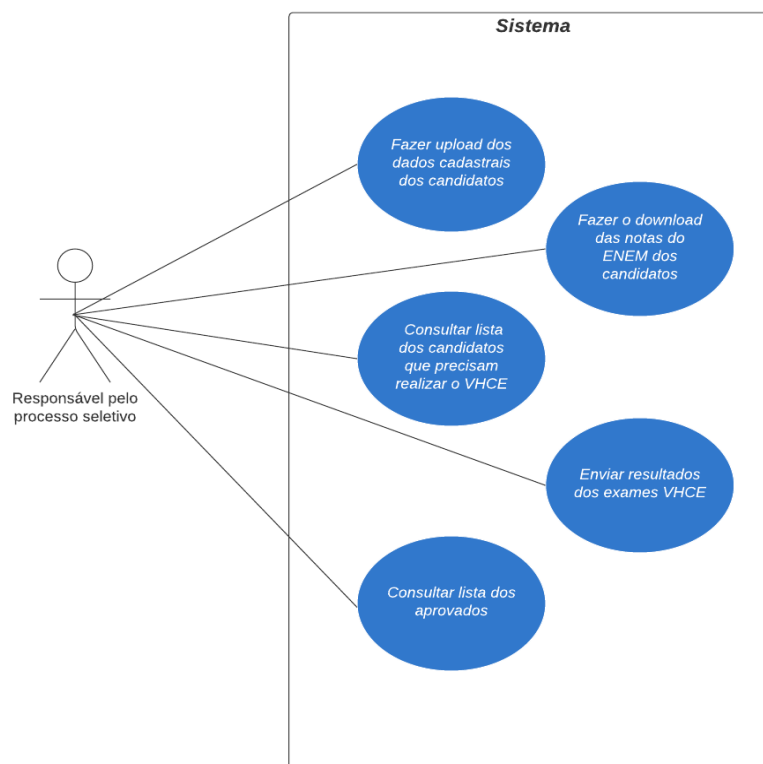 Sistema
Fazer upload dos
dados cadastrais
dos candidatos
Fazer o download
das notas do
ENEM dos
candidatos
Consultar lista
dos candidatos
que precisam
realizar o VHCE
Responsável pelo
processo seletivo
Enviar resultados
dos exames VHCE
Consultar lista dos
aprovados